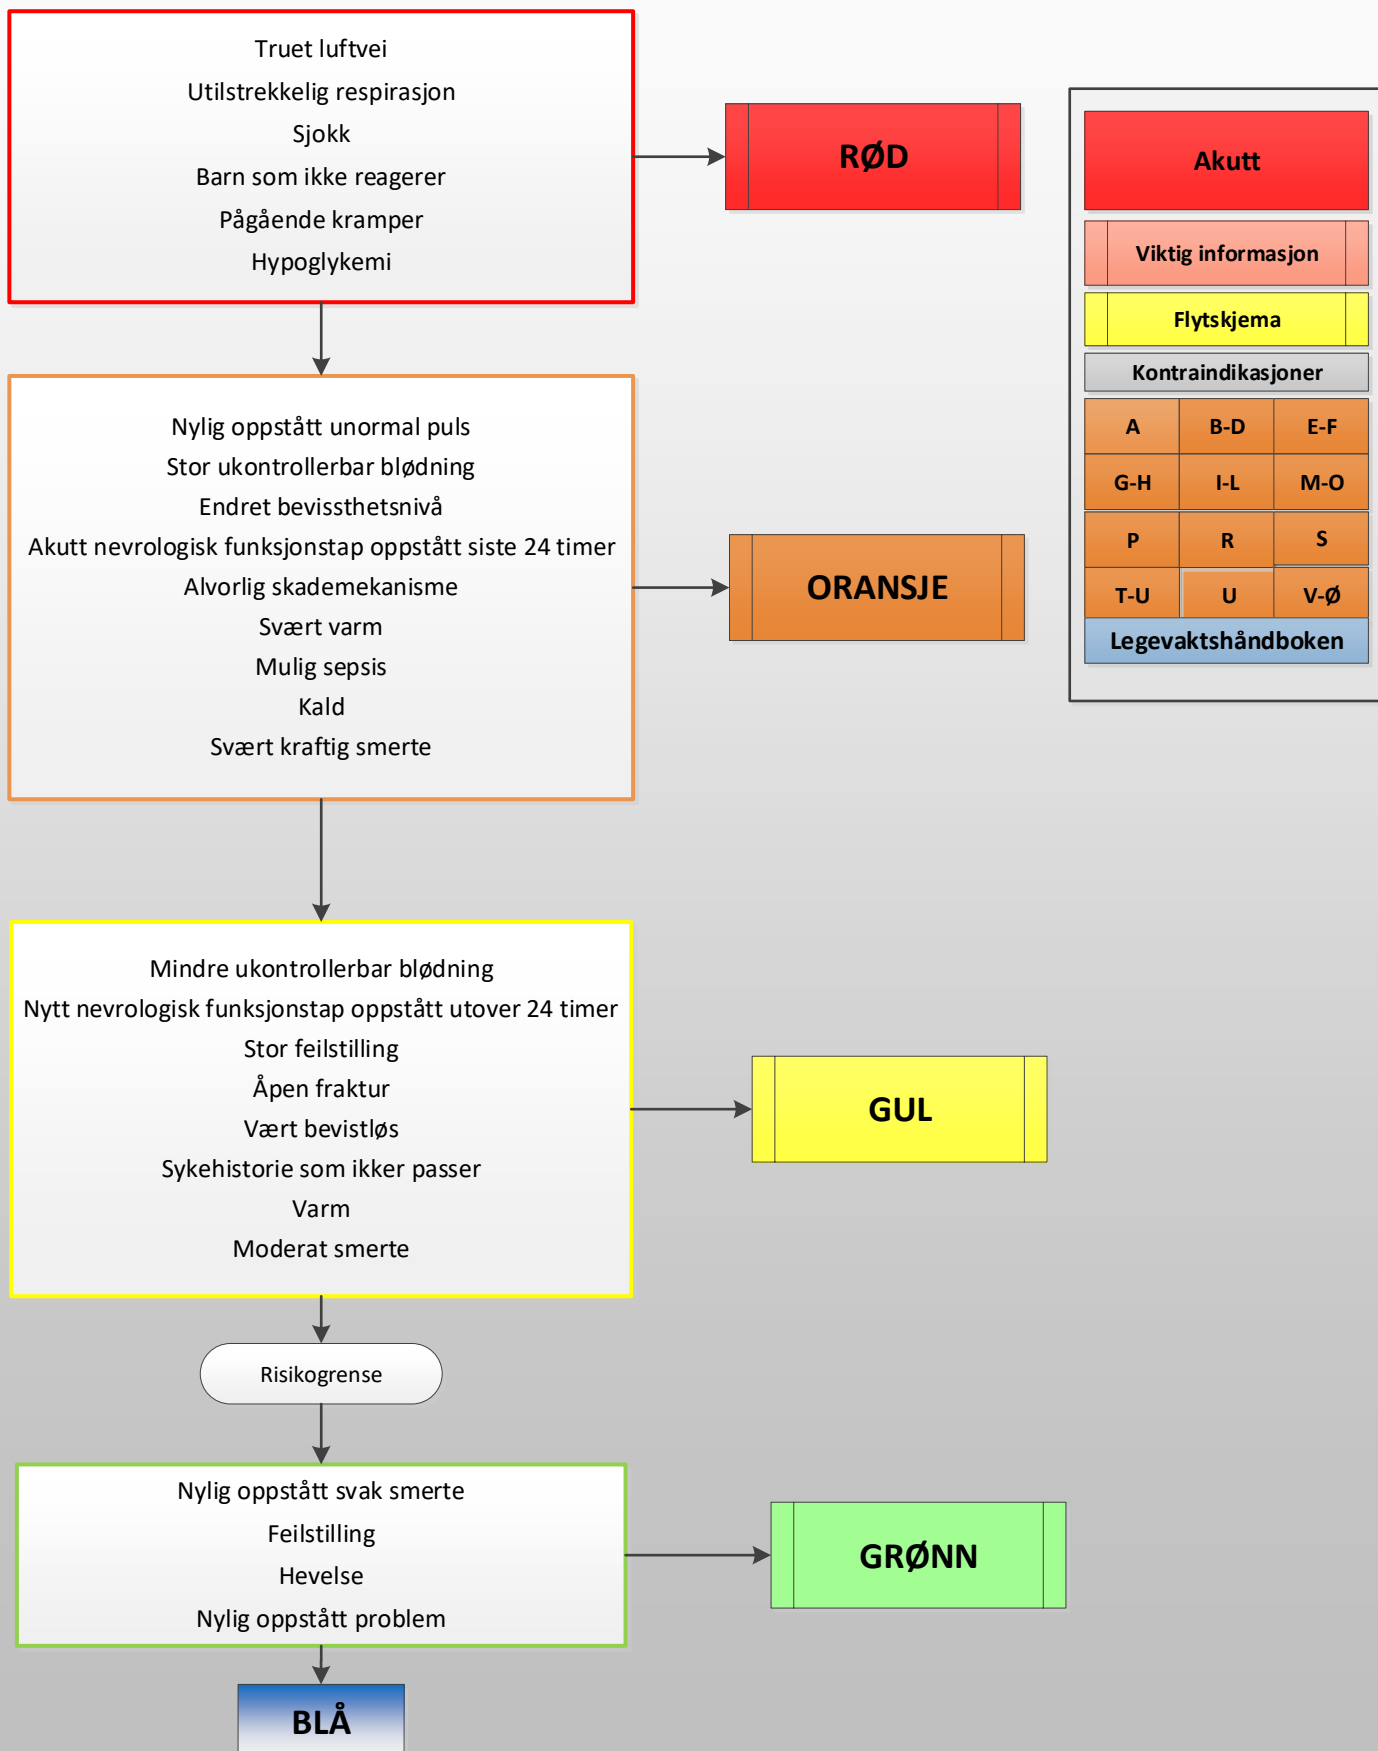 Truet luftvei
Utilstrekkelig respirasjon
Sjokk
Barn som ikke reagerer
Pågående kramper
Hypoglykemi
RØD
Nylig oppstått unormal puls
Stor ukontrollerbar blødning
Endret bevissthetsnivå
Akutt nevrologisk funksjonstap oppstått siste 24 timer
Alvorlig skademekanisme
Svært varm
Mulig sepsis
Kald
Svært kraftig smerte
ORANSJE
Mindre ukontrollerbar blødning
Nytt nevrologisk funksjonstap oppstått utover 24 timer
Stor feilstilling
Åpen fraktur
Vært bevistløs
Sykehistorie som ikker passer
Varm
Moderat smerte
GUL
Risikogrense
Nylig oppstått svak smerte
Feilstilling
Hevelse
Nylig oppstått problem
GRØNN
BLÅ
Akutt
Viktig informasjon
Flytskjema
Kontraindikasjoner
A B-D E-F
G-H I-L M-O
P R S
T-U U V-Ø
Legevaktshåndboken